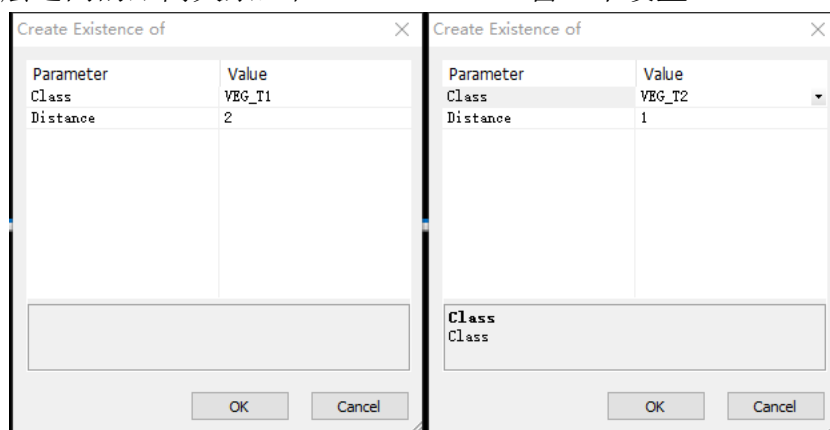 Create Existence of
Parameter Value
Class VEG_T1
Distance 2
OK Cancel
Create Existence of
Parameter Value
Class VEG_T2
Distance 1
Class
Class
OK Cancel